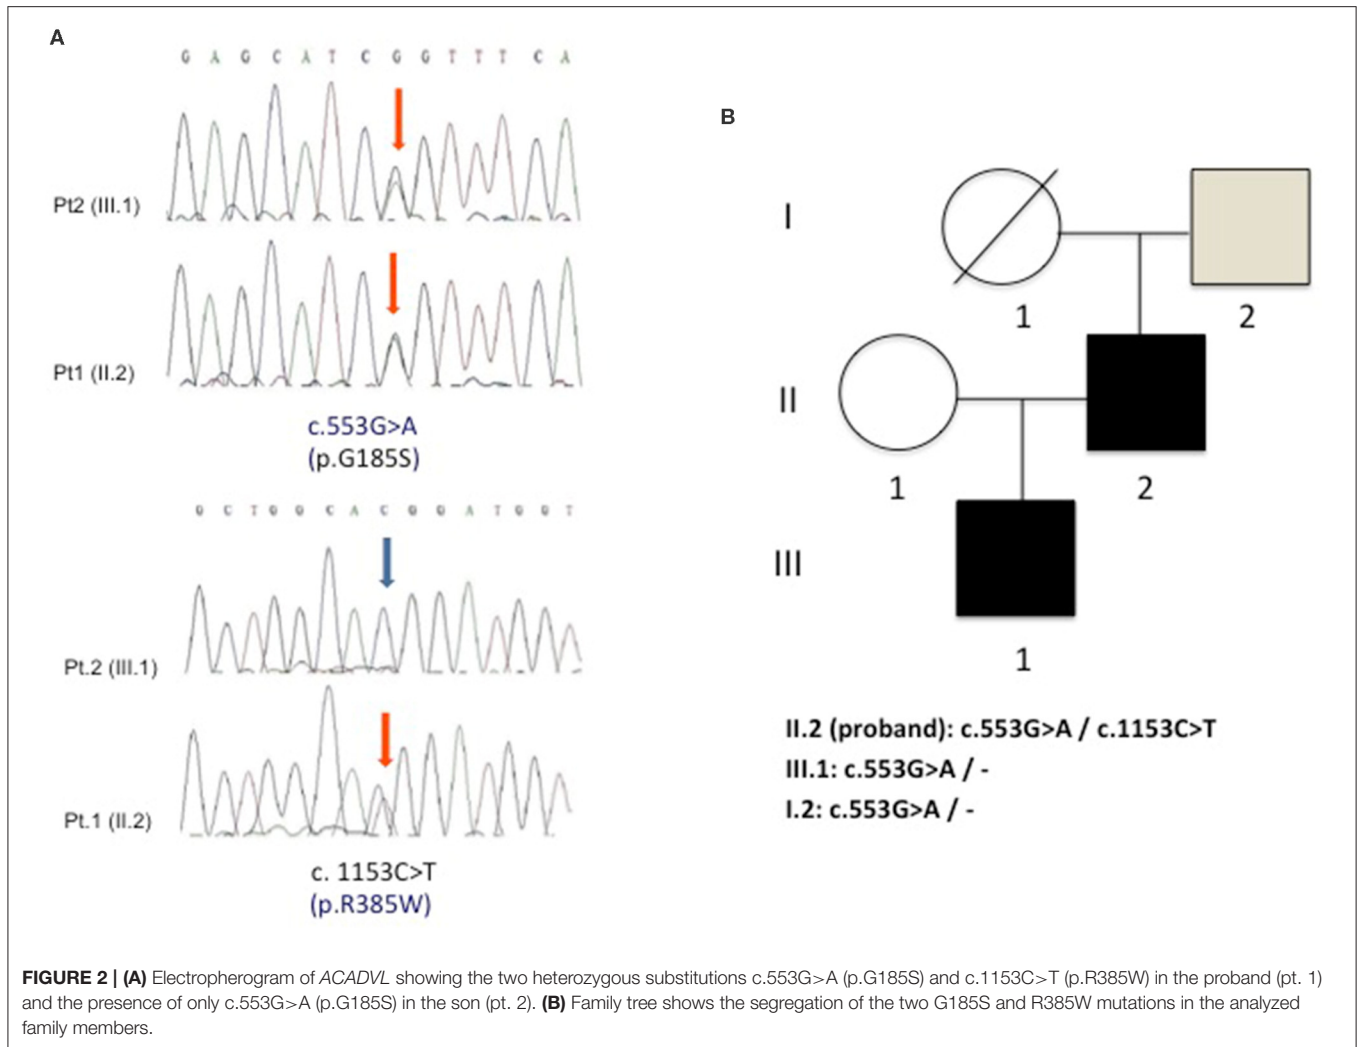 A
G A G C A T C G G T T T C A
Pt2 (III.1)
Pt1 (II.2)
c.553G>A
(p.G185S)
G C T G G C A C G G A T G G T
Pt.2 (III.1)
Pt.1 (II.2)
c. 1153C>T
(p.R385W)
B
I
1
2
II
1
2
III
1
II.2 (proband): c.553G>A / c.1153C>T
III.1: c.553G>A / -
I.2: c.553G>A / -
FIGURE 2 | (A) Electropherogram of ACADVL showing the two heterozygous substitutions c.553G>A (p.G185S) and c.1153C>T (p.R385W) in the proband (pt. 1)
and the presence of only c.553G>A (p.G185S) in the son (pt. 2). (B) Family tree shows the segregation of the two G185S and R385W mutations in the analyzed
family members.